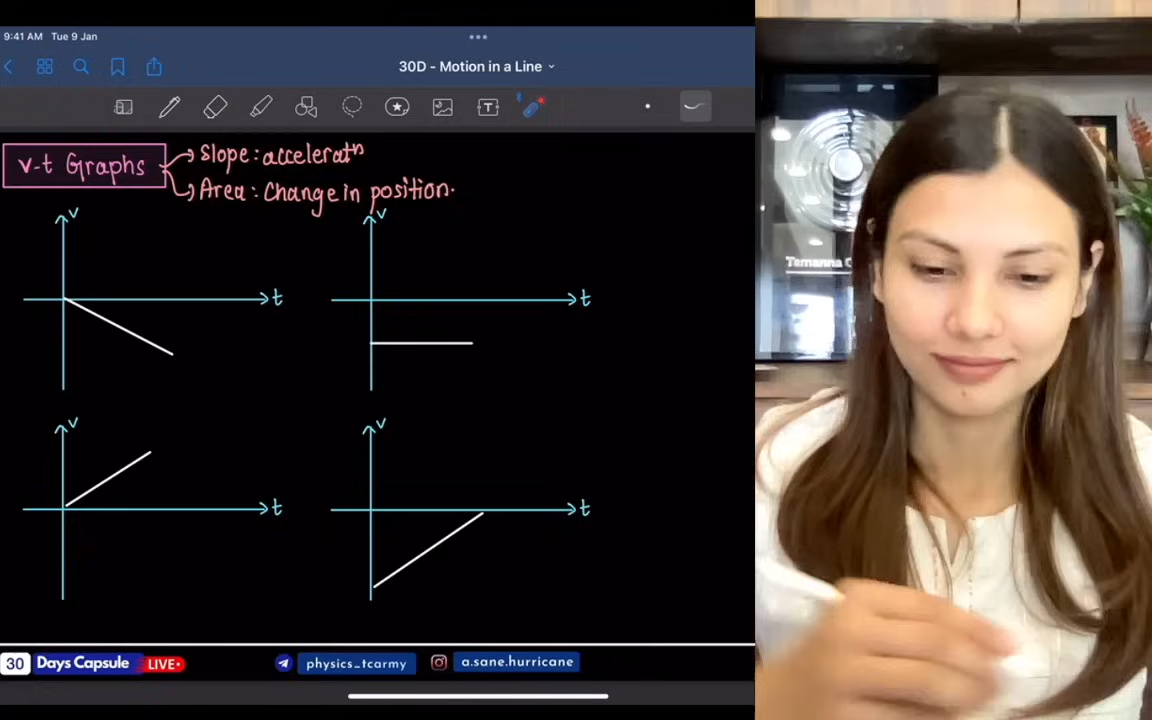 9:41 AM Tue 9 Jan
30D - Motion in a Line
v-t Graphs
Slope: acceleratn
Area: Change in position.
v
t
v
t
v
t
v
t
Tamanna C
30 Days Capsule LIVE
physics_tcarmy
a.sane.hurricane